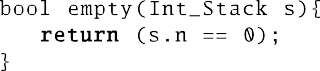 bool empty(Int_Stack s){
   return (s.n == 0);
}